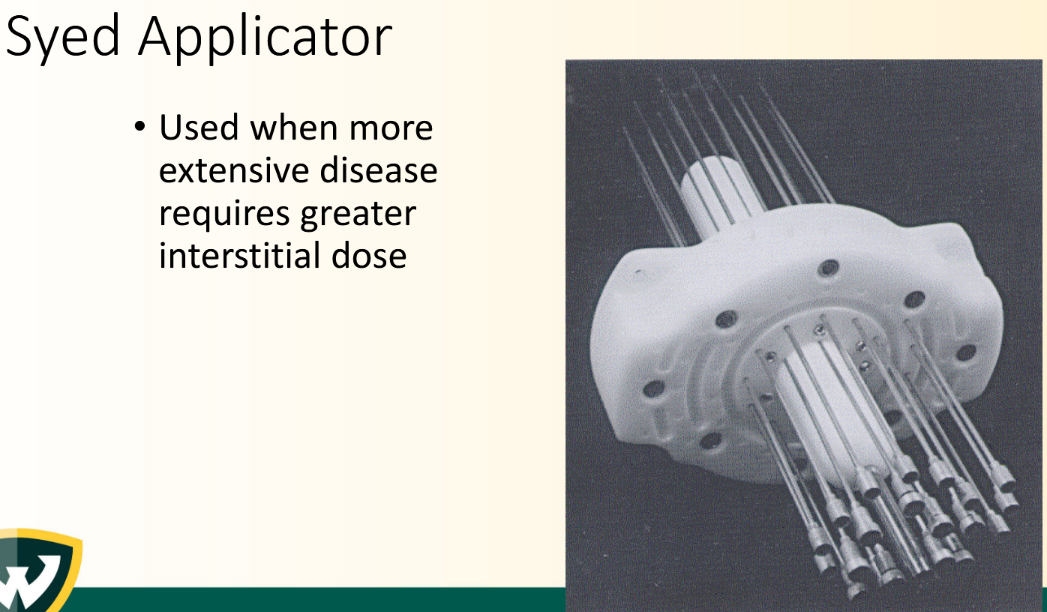 Syed Applicator
• Used when more
extensive disease
requires greater
interstitial dose
W